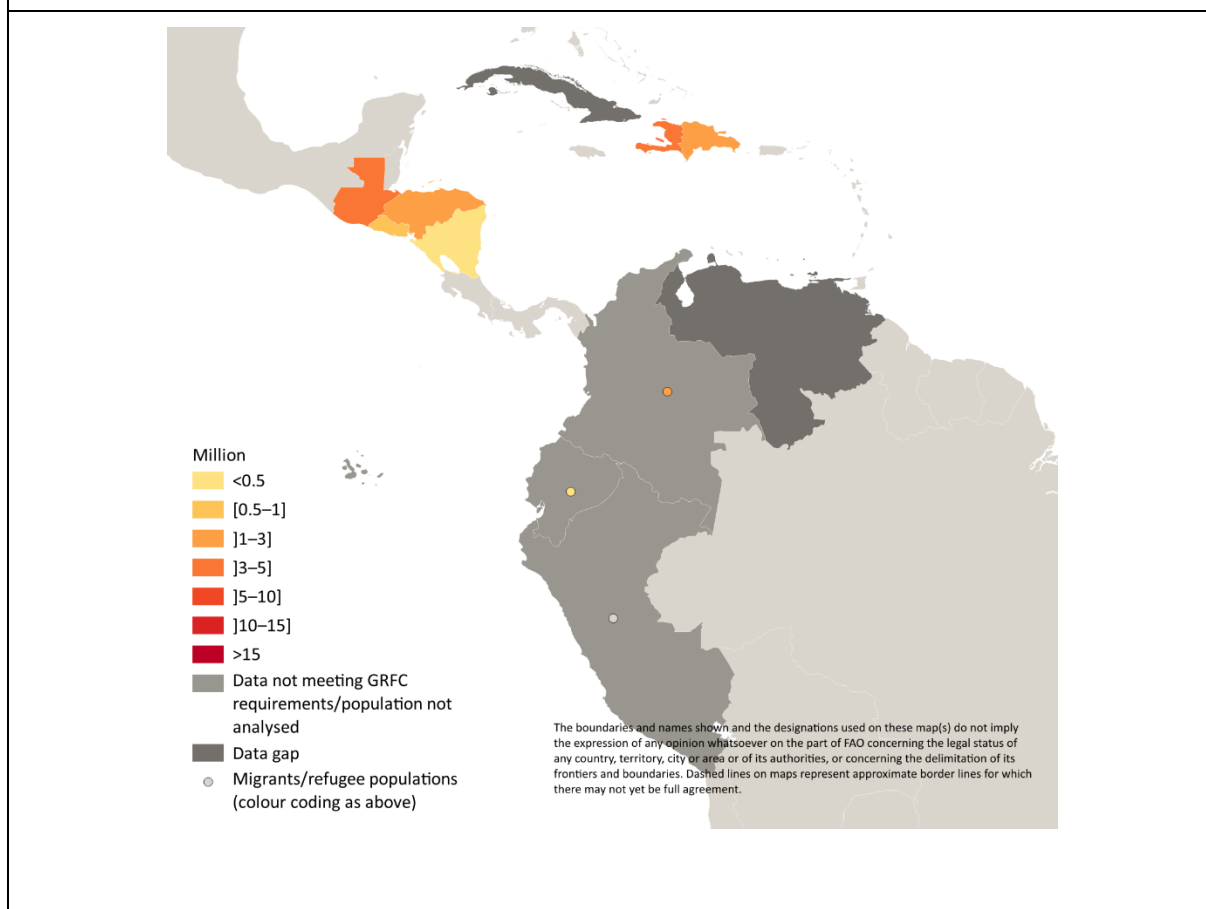 Million
<0.5
[0.5–1]
]1–3]
]3–5]
]5–10]
]10–15]
>15
Data not meeting GRFC
requirements/population not
analysed
Data gap
Migrants/refugee populations
(colour coding as above)
The boundaries and names shown and the designations used on these map(s) do not imply
the expression of any opinion whatsoever on the part of FAO concerning the legal status of
any country, territory, city or area or of its authorities, or concerning the delimitation of its
frontiers and boundaries. Dashed lines on maps represent approximate border lines for which
there may not yet be full agreement.